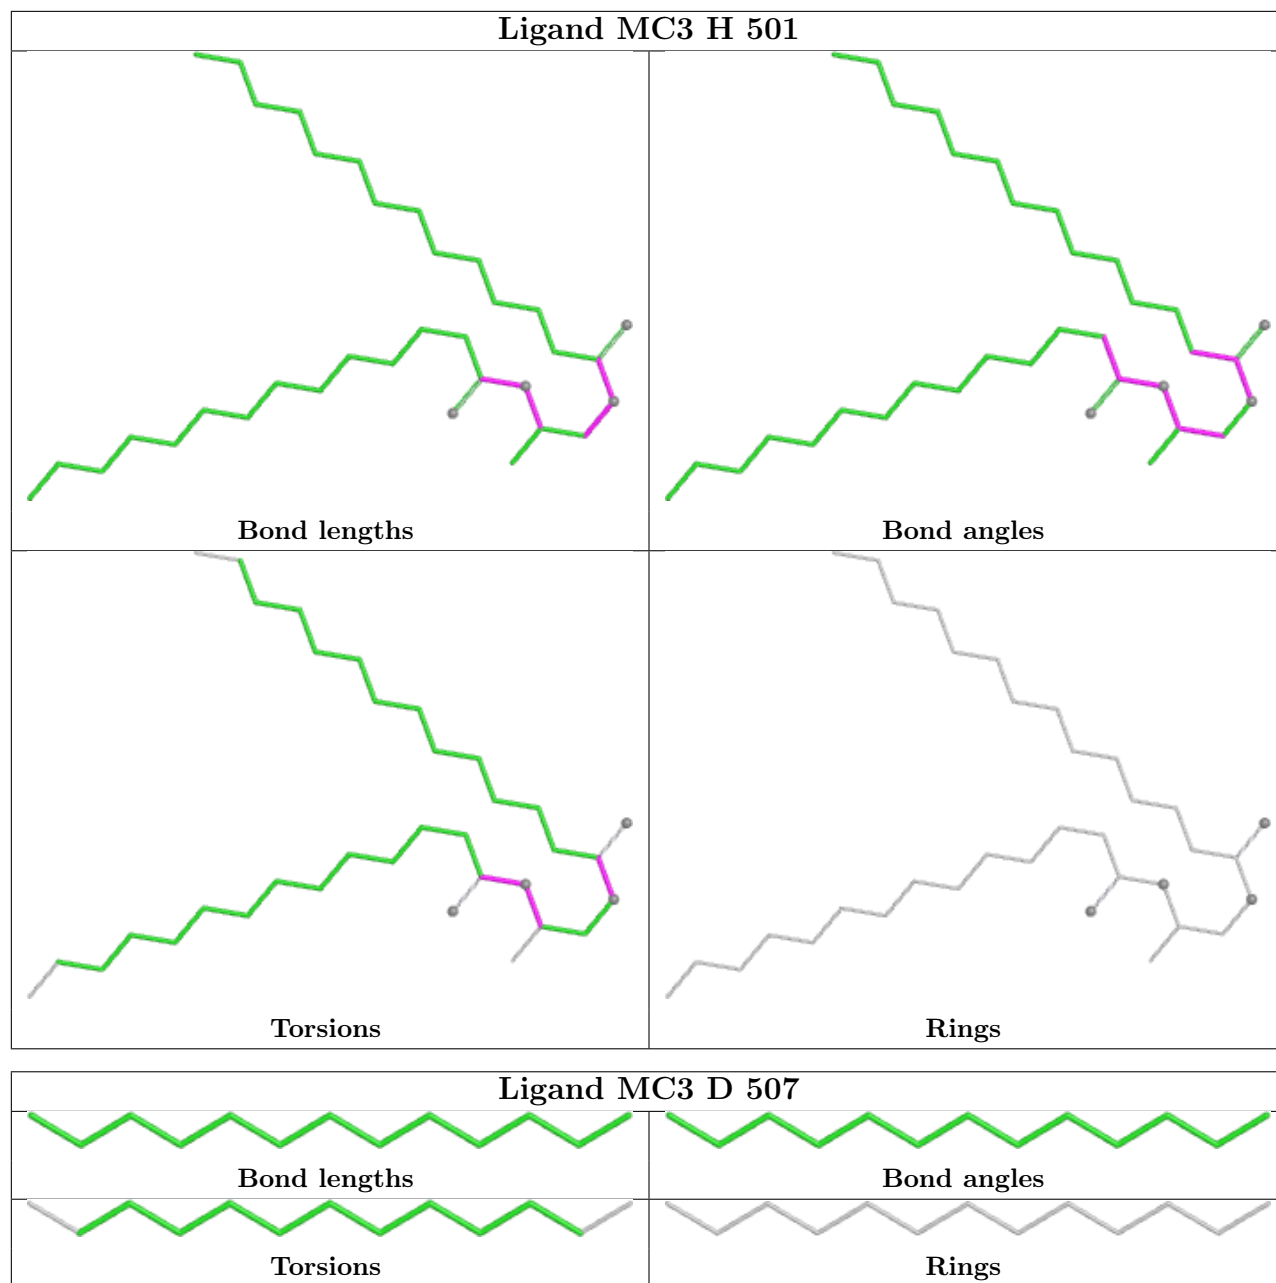 Ligand MC3 H 501
Bond lengths
Bond angles
Torsions
Rings
Ligand MC3 D 507
Bond lengths
Bond angles
Torsions
Rings